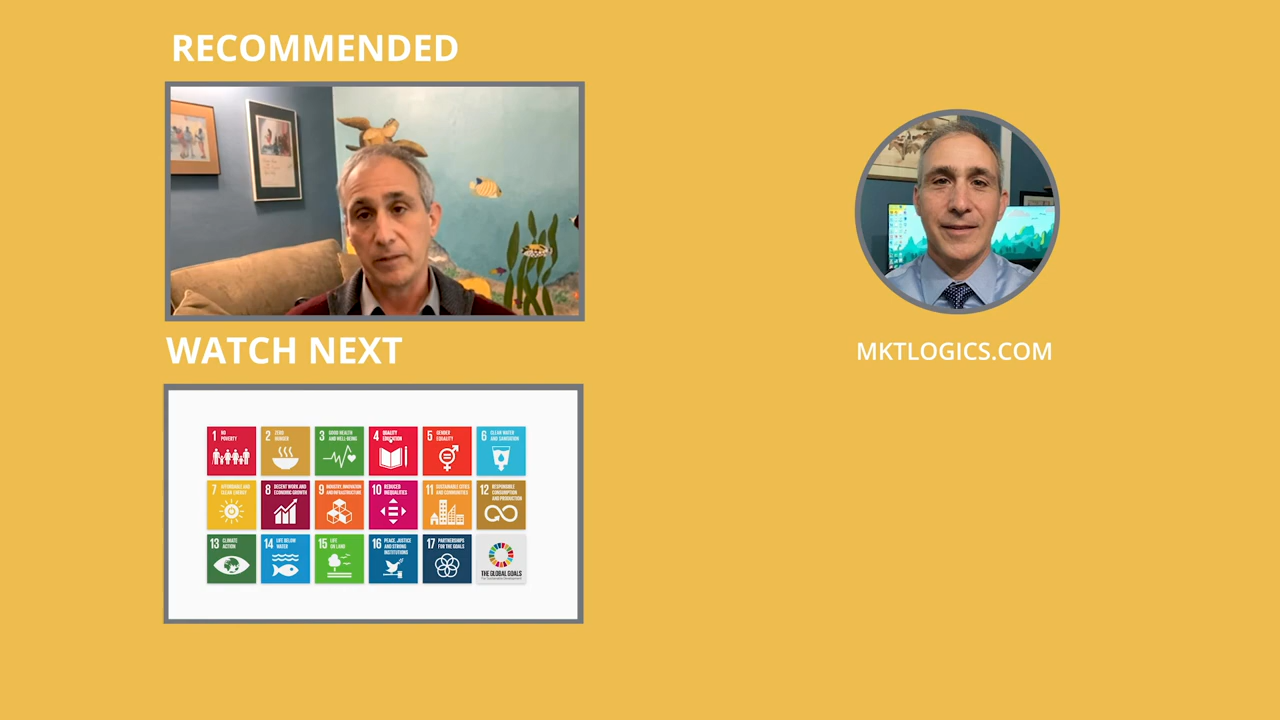 RECOMMENDED
WATCH NEXT
MKTLOGICS.COM
1 NO
POVERTY
2 ZERO
HUNGER
3 GOOD HEALTH
AND WELL-BEING
4 QUALITY
EDUCATION
5 GENDER
EQUALITY
6 CLEAN WATER
AND SANITATION
7 AFFORDABLE AND
CLEAN ENERGY
8 DECENT WORK AND
ECONOMIC GROWTH
9 INDUSTRY, INNOVATION
AND INFRASTRUCTURE
10 REDUCED
INEQUALITIES
11 SUSTAINABLE CITIES
AND COMMUNITIES
12 RESPONSIBLE
CONSUMPTION
AND PRODUCTION
13 CLIMATE
ACTION
14 LIFE BELOW
WATER
15 LIFE
ON LAND
16 PEACE, JUSTICE
AND STRONG
INSTITUTIONS
17 PARTNERSHIPS
FOR THE GOALS
THE GLOBAL GOALS
For Sustainable Development